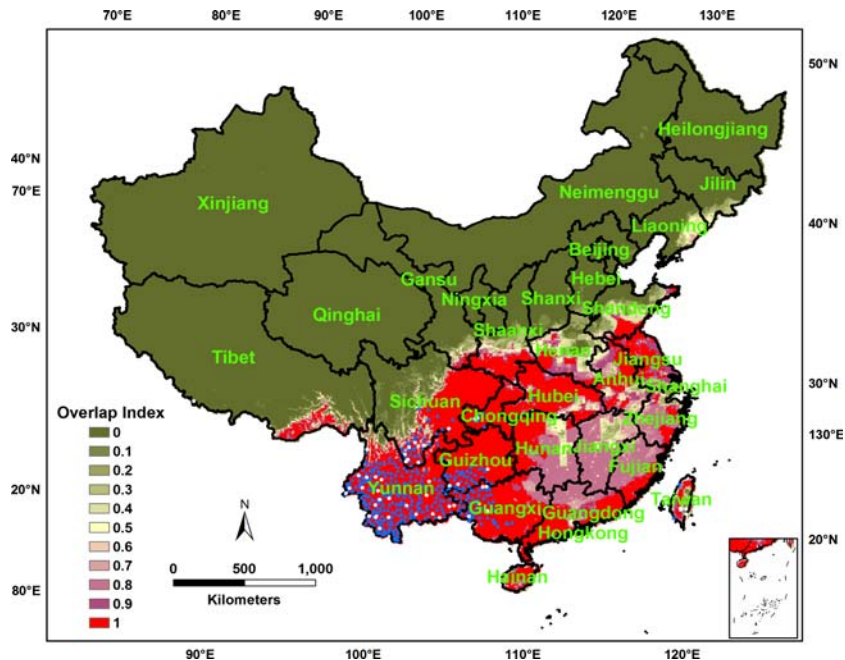 70°E 80°E 90°E 100°E 110°E 120°E 130°E
50°N
40°N
70°E
40°N
30°N
30°N
130°E
20°N
20°N
80°E
90°E 100°E 110°E 120°E
Heilongjiang
Jilin
Xinjiang
Neimenggu
Liaoning
Beijing
Hebei
Gansu
Ningxia
Shanxi
Shandong
Qinghai
Shaanxi
Tibet
Henan
Jiangsu
Anhui
Shanghai
Sichuan
Hubei
Chongqing
Zhejiang
Hunan
Jiangxi
Guizhou
Fujian
Yunnan
Taiwan
Guangxi
Guangdong
Hongkong
Hainan
Overlap Index
0
0.1
0.2
0.3
0.4
0.5
0.6
0.7
0.8
0.9
1
N
0 500 1,000
Kilometers